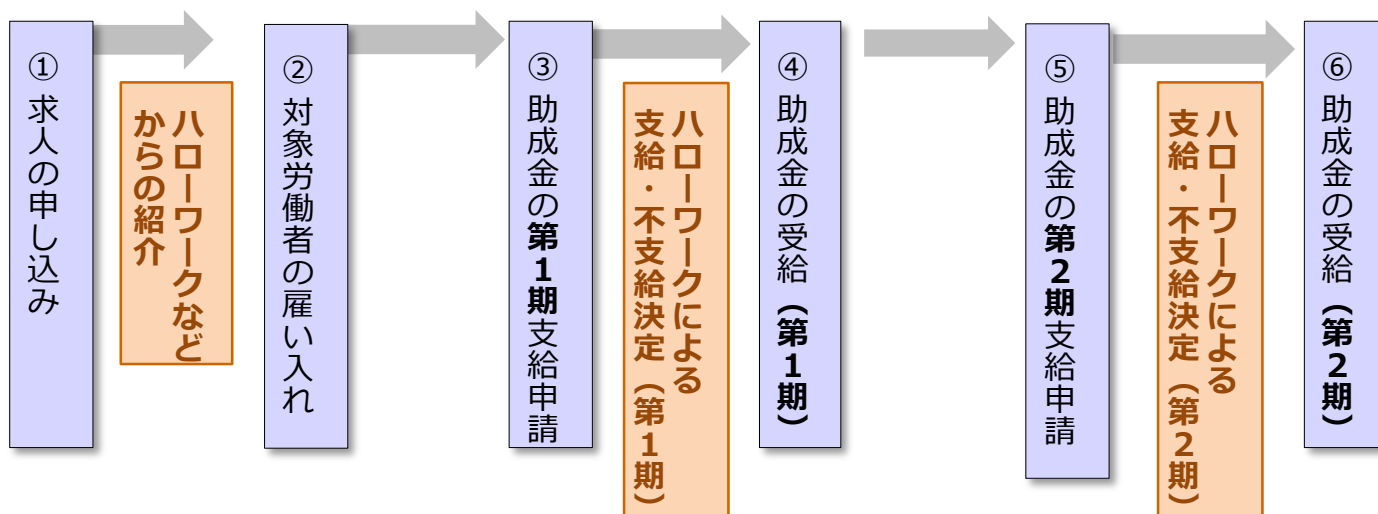 ① 求人の申し込み
ハローワークなど
からの紹介
② 対象労働者の雇い入れ
③ 助成金の第1期支給申請
ハローワークによる
支給・不支給決定（第1期）
④ 助成金の受給（第1期）
⑤ 助成金の第2期支給申請
ハローワークによる
支給・不支給決定（第2期）
⑥ 助成金の受給（第2期）